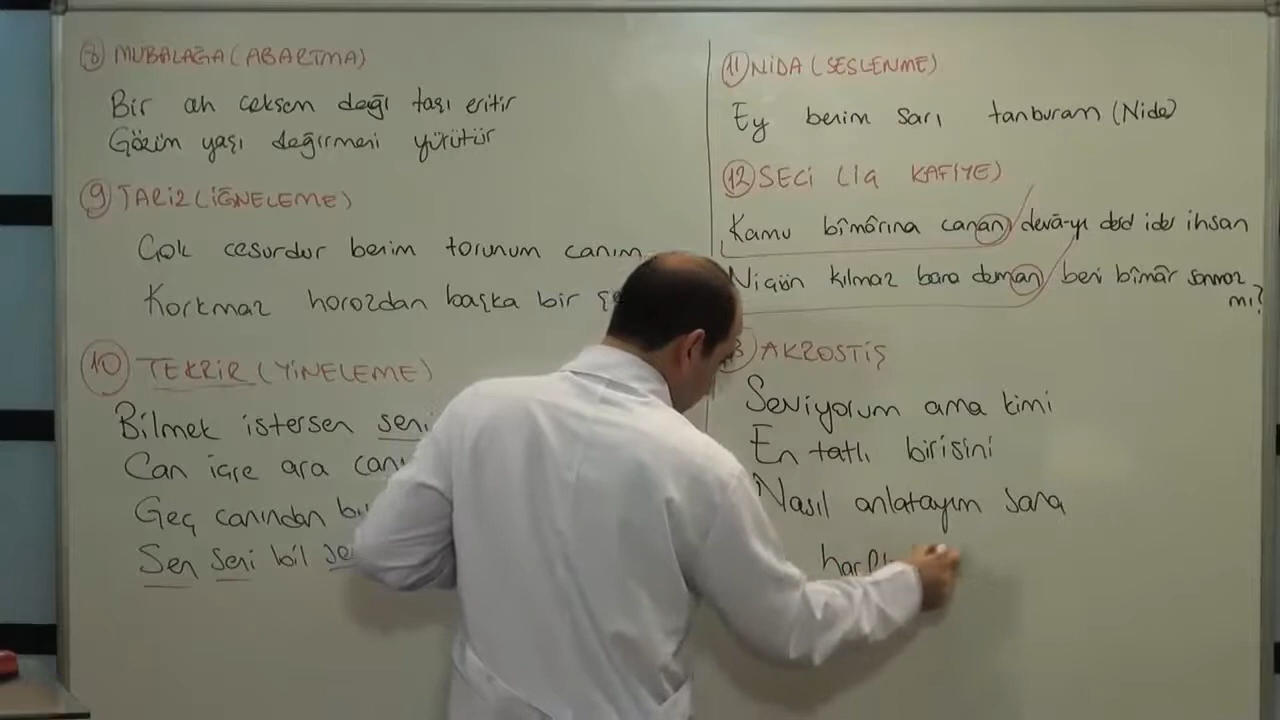 8 MÜBALAĞA (ABARTMA)
Bir ah çeksem dağı taşı eritir
Gözüm yaşı değirmeni yürütür
9 TARİZ (İĞNELEME)
Çok cesurdur benim torunum canım
Korkmaz horozdan başka bir
10 TEKRİR (YİNELEME)
Bilmek istersen seni
Can içre ara
Geç canından
Sen seni bil
11 NİDA (SESLENME)
Ey benim sarı tanburam (Nida)
12 SECİ (İÇ KAFİYE)
Kamu bîmârına canan devâ-yı derd ider ihsan
Niçün kılmaz bana derman beni bîmâr sanmaz
mı?
AKROSTİŞ
Seviyorum ama kimi
En tatlı birisini
Nasıl anlatayım sana